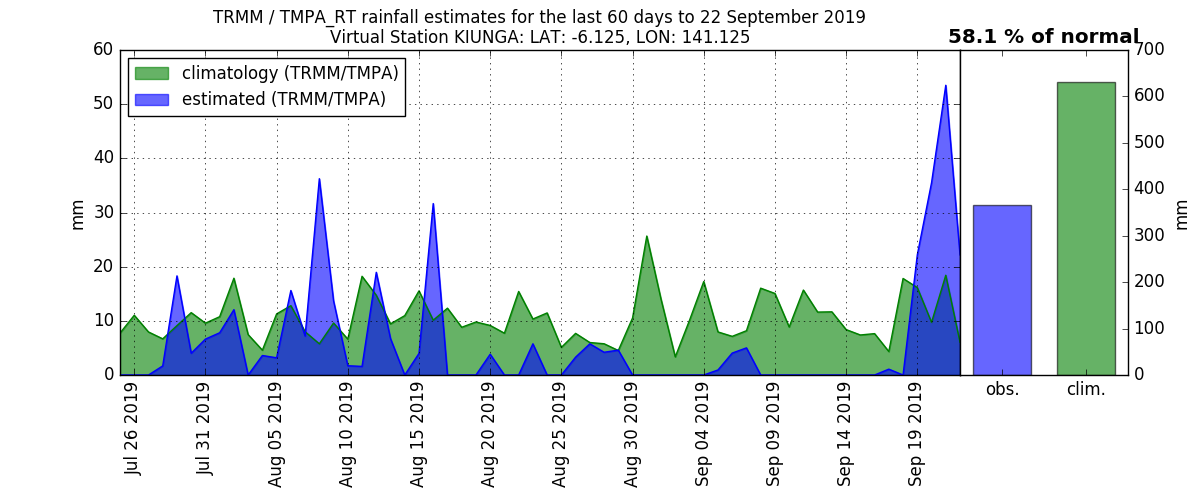 TRMM / TMPA_RT rainfall estimates for the last 60 days to 22 September 2019
Virtual Station KIUNGA: LAT: -6.125, LON: 141.125
58.1 % of normal
climatology (TRMM/TMPA)
estimated (TRMM/TMPA)
60
50
40
30
20
10
0
mm
Jul 26 2019
Jul 31 2019
Aug 05 2019
Aug 10 2019
Aug 15 2019
Aug 20 2019
Aug 25 2019
Aug 30 2019
Sep 04 2019
Sep 09 2019
Sep 14 2019
Sep 19 2019
obs.
clim.
700
600
500
400
300
200
100
0
mm